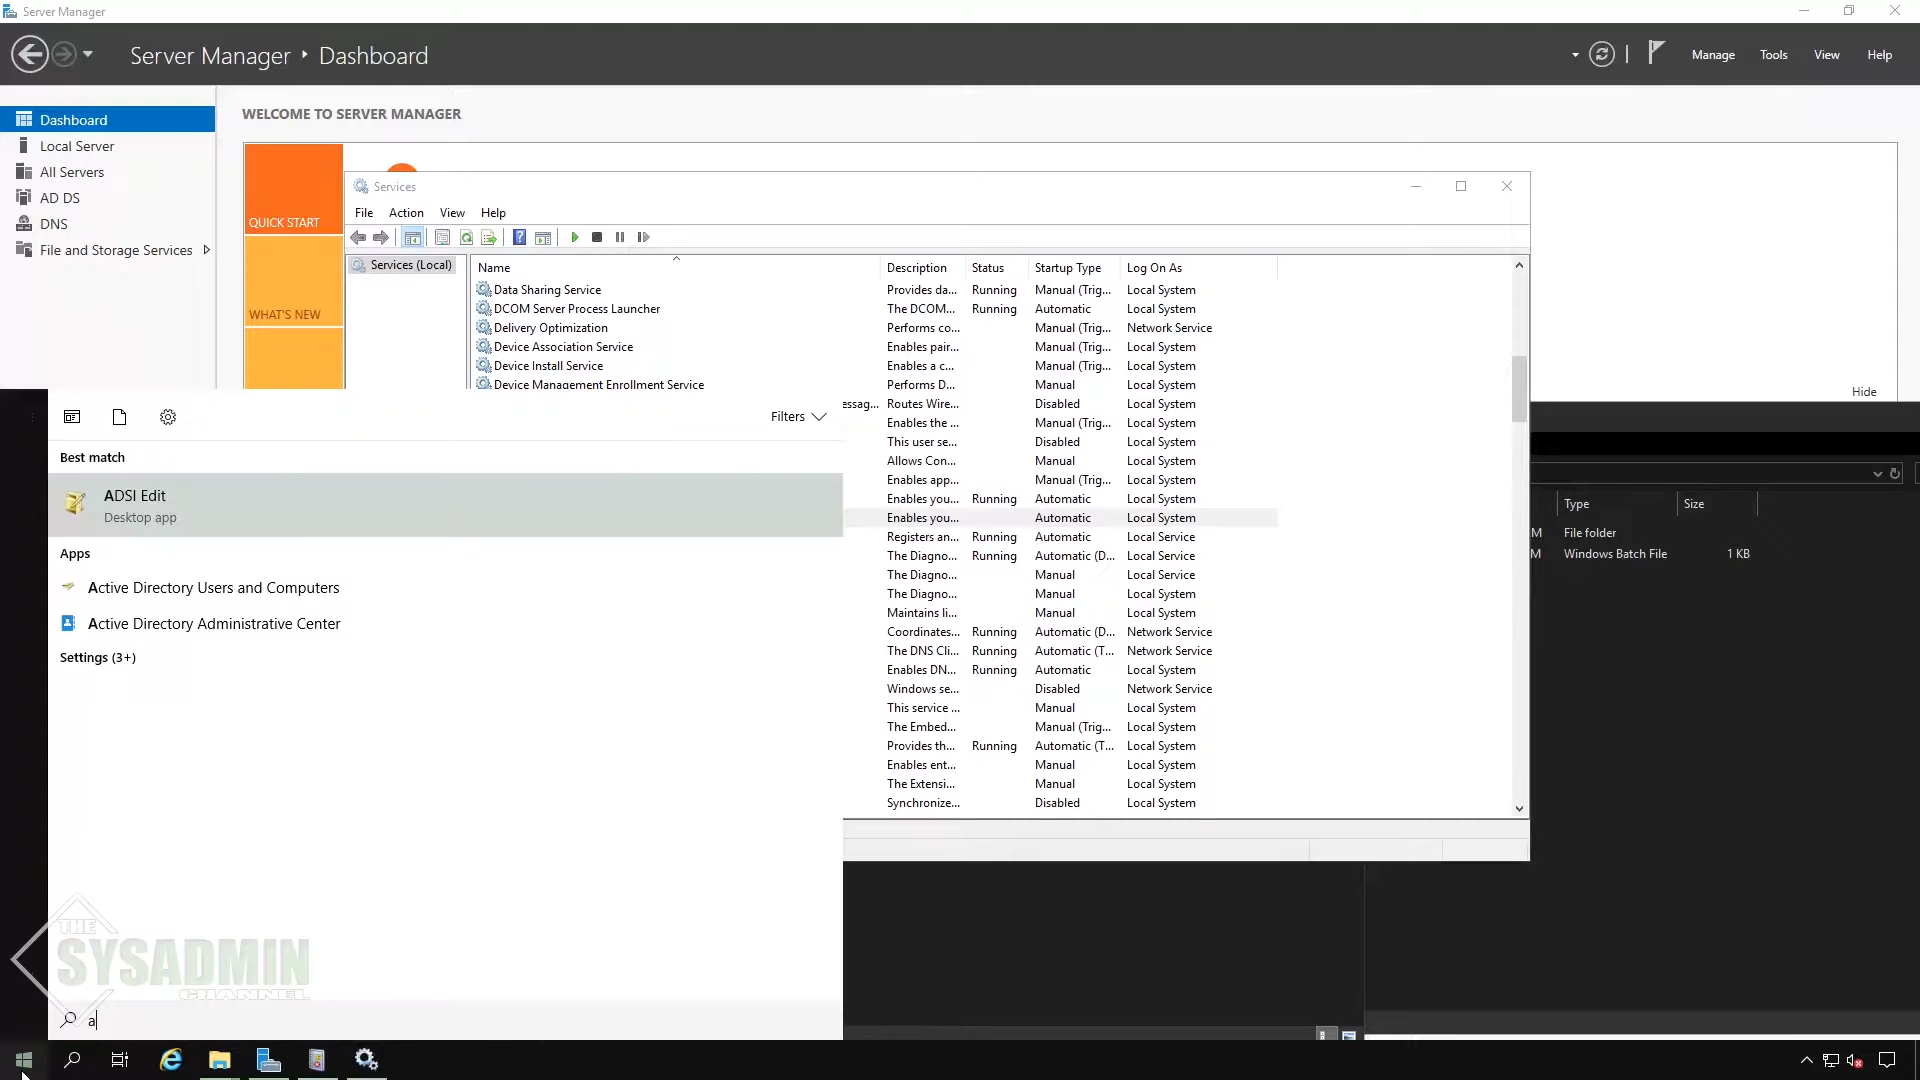 Server Manager
Server Manager ‣ Dashboard
Manage Tools View Help
Dashboard
Local Server
All Servers
AD DS
DNS
File and Storage Services
WELCOME TO SERVER MANAGER
QUICK START
WHAT'S NEW
Hide
Services
File Action View Help
Services (Local)
Name Description Status Startup Type Log On As
Data Sharing Service Provides da... Running Manual (Trig... Local System
DCOM Server Process Launcher The DCOM... Running Automatic Local System
Delivery Optimization Performs co... Manual (Trig... Network Service
Device Association Service Enables pair... Manual (Trig... Local System
Device Install Service Enables a c... Manual (Trig... Local System
Device Management Enrollment Service Performs D... Manual Local System
essag... Routes Wire... Disabled Local System
Enables the ... Manual (Trig... Local System
This user se... Disabled Local System
Allows Con... Manual Local System
Enables app... Manual (Trig... Local System
Enables you... Running Automatic Local System
Enables you... Automatic Local System
Registers an... Running Automatic Local Service
The Diagno... Running Automatic (D... Local Service
The Diagno... Manual Local Service
The Diagno... Manual Local System
Maintains li... Manual Local System
Coordinates... Running Automatic (D... Network Service
The DNS Cli... Running Automatic (T... Network Service
Enables DN... Running Automatic Local System
Windows se... Disabled Network Service
This service ... Manual Local System
The Embed... Manual (Trig... Local System
Provides th... Running Automatic (T... Local System
Enables ent... Manual Local System
The Extensi... Manual Local System
Synchronize... Disabled Local System
Type Size
M File folder
M Windows Batch File 1 KB
Filters
Best match
ADSI Edit
Desktop app
Apps
Active Directory Users and Computers
Active Directory Administrative Center
Settings (3+)
THE
SYSADMIN
CHANNEL
a